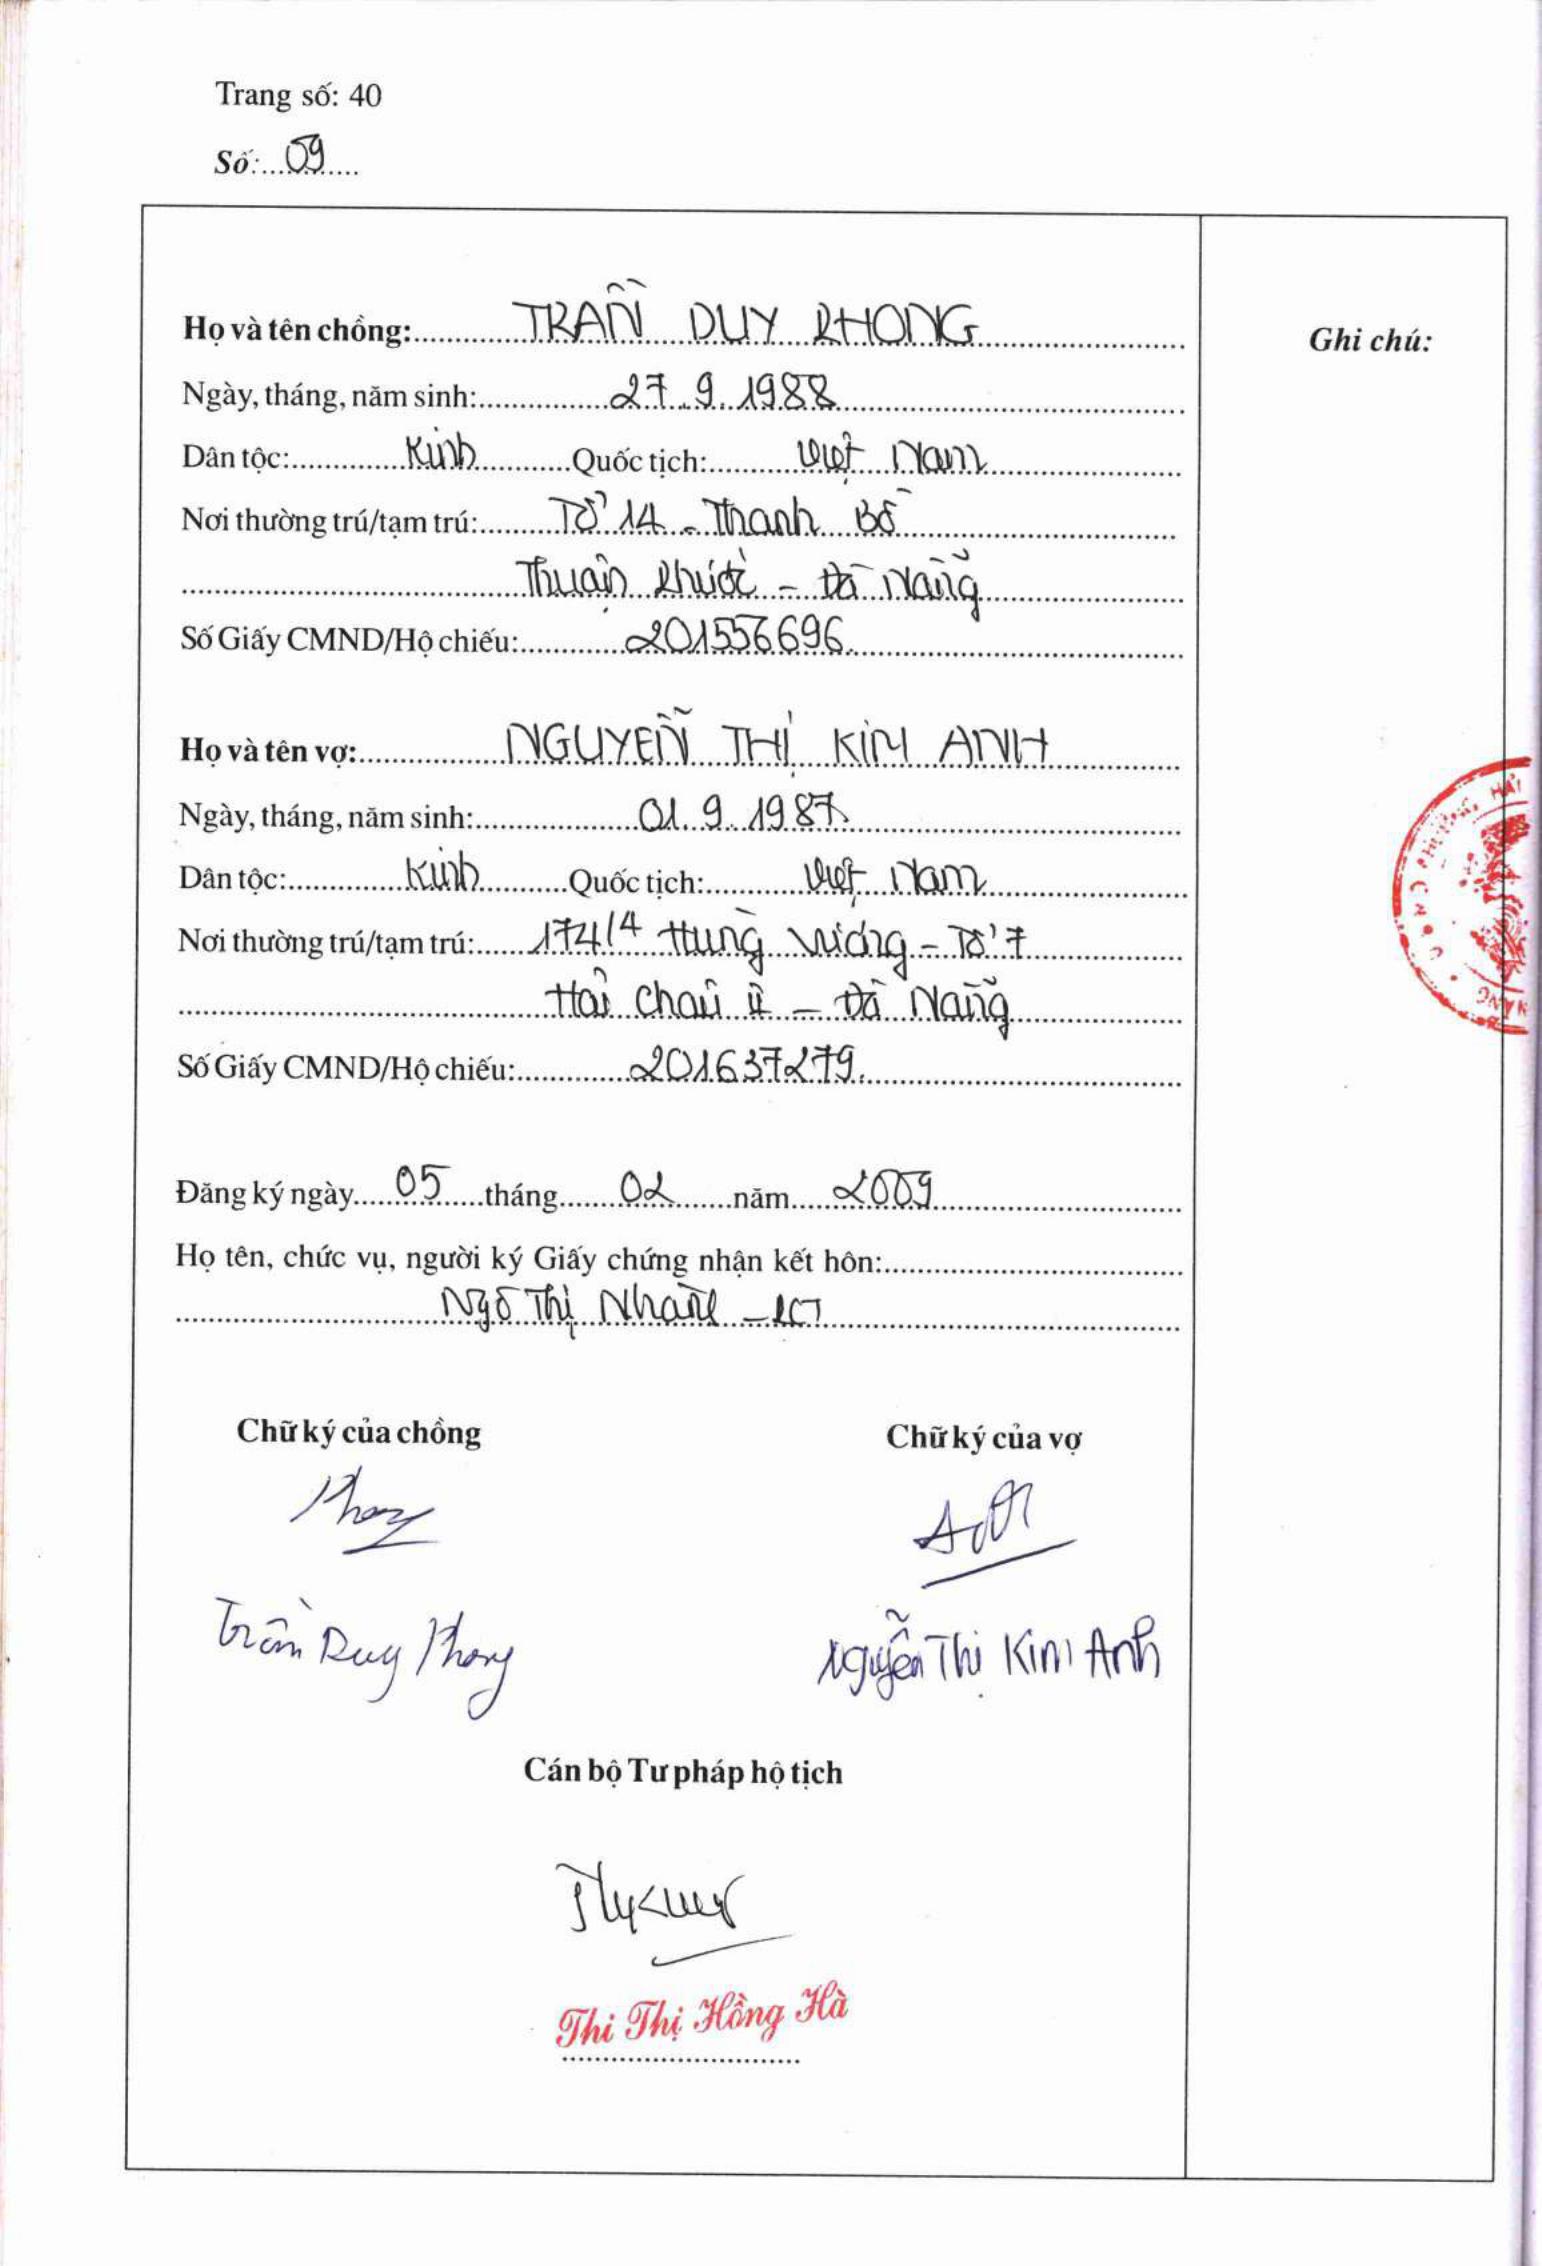 Trang số: 40
Số: 09
Họ và tên chồng: TRẦN DUY PHONG
Ghi chú:
Ngày, tháng, năm sinh: 27.9.1988
Dân tộc: Kinh Quốc tịch: Việt Nam
Nơi thường trú/tạm trú: Tổ 14 - Thanh Bồ
Thuận Phước - Đà Nẵng
Số Giấy CMND/Hộ chiếu: 201556696
Họ và tên vợ: NGUYỄN THỊ KIM ANH
Ngày, tháng, năm sinh: 01.9.1987
Dân tộc: Kinh Quốc tịch: Việt Nam
Nơi thường trú/tạm trú: 174/4 Hùng Vương - Tổ 7
Hải Châu II - Đà Nẵng
Số Giấy CMND/Hộ chiếu: 201637279
Đăng ký ngày 05 tháng 02 năm 2009
Họ tên, chức vụ, người ký Giấy chứng nhận kết hôn:
Ngô Thị Nhân - PCT
Chữ ký của chồng
Chữ ký của vợ
Phong
Trần Duy Phong
Nguyễn Thị Kim Anh
Cán bộ Tư pháp hộ tịch
Thi Thị Hồng Hà